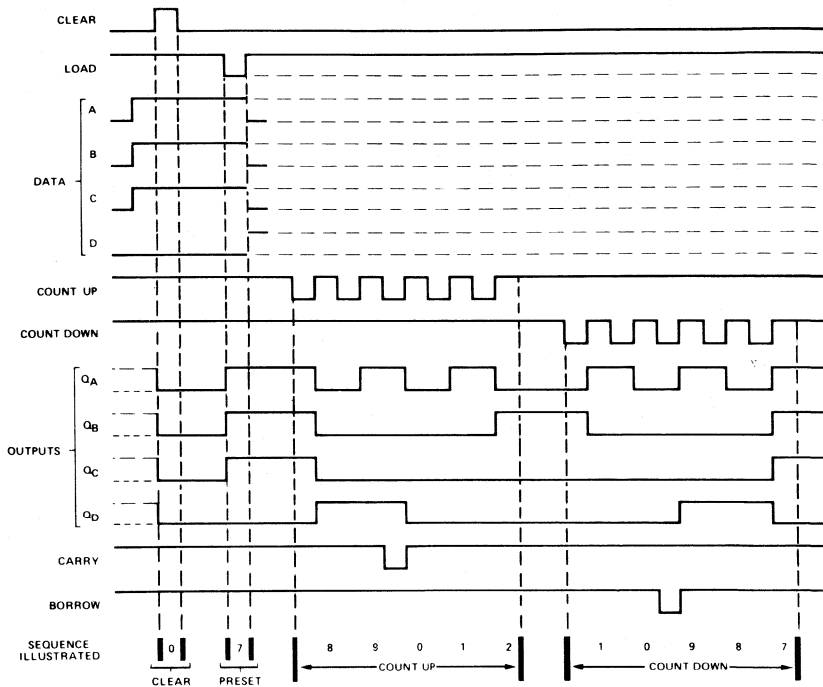 CLEAR
LOAD
A
B
DATA
C
D
COUNT UP
COUNT DOWN
QA
QB
OUTPUTS
QC
QD
CARRY
BORROW
SEQUENCE
ILLUSTRATED
0 7 8 9 0 1 2 1 0 9 8 7
CLEAR PRESET COUNT UP COUNT DOWN